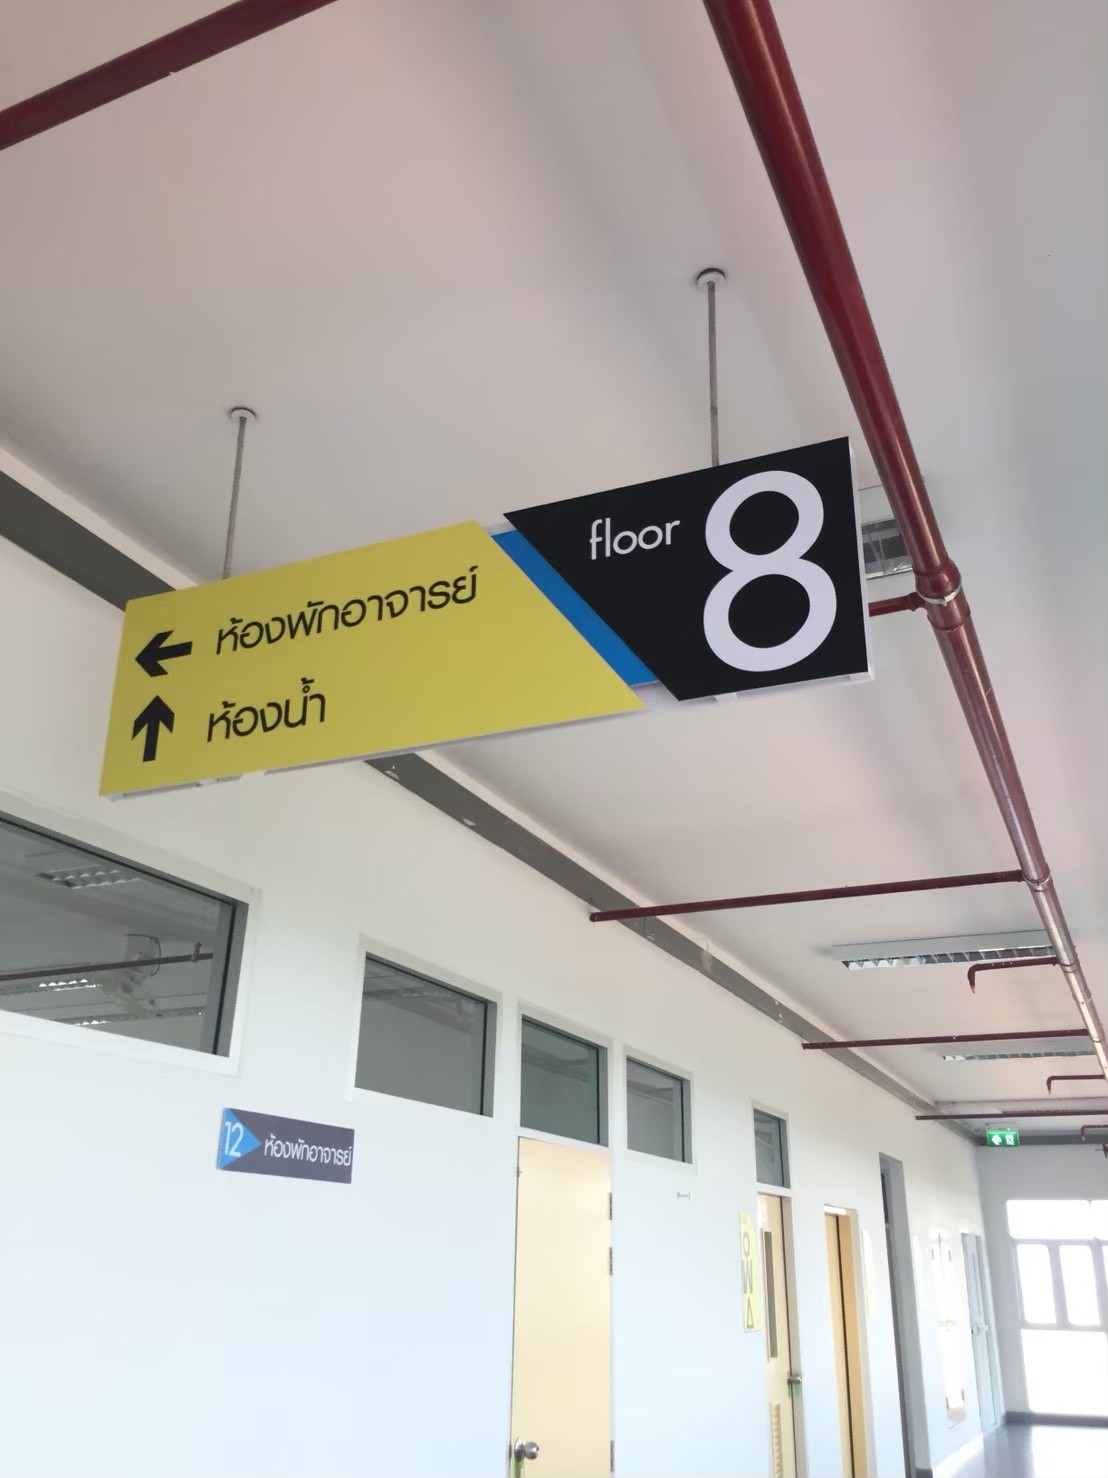 floor 8
ห้องพักอาจารย์
ห้องน้ำ
12 ห้องพักอาจารย์